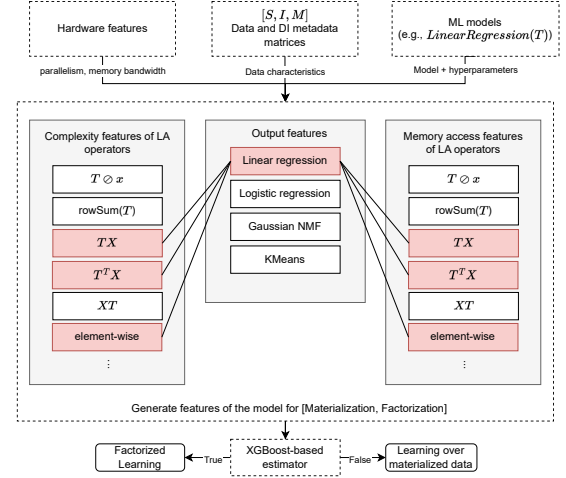 Hardware features
[S, I, M]
Data and DI metadata
matrices
ML models
(e.g., LinearRegression(T))
parallelism, memory bandwidth
Data characteristics
Model + hyperparameters
Complexity features of LA
operators
T ⊘ x
rowSum(T)
TX
T^T X
XT
element-wise
⋮
Output features
Linear regression
Logistic regression
Gaussian NMF
KMeans
Memory access features
of LA operators
T ⊘ x
rowSum(T)
TX
T^T X
XT
element-wise
⋮
Generate features of the model for [Materialization, Factorization]
Factorized
Learning
True
XGBoost-based
estimator
False
Learning over
materialized data